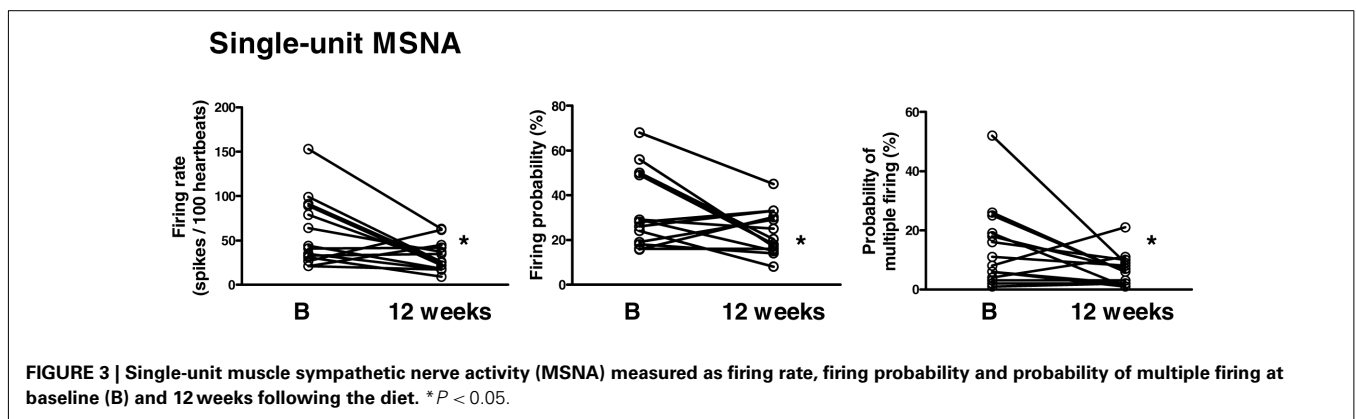 Single-unit MSNA
Firing rate
(spikes / 100 heartbeats)
200
150
100
50
0
B
12 weeks
*
Firing probability (%)
80
60
40
20
0
B
12 weeks
*
Probability of
multiple firing (%)
60
40
20
0
B
12 weeks
*
FIGURE 3 | Single-unit muscle sympathetic nerve activity (MSNA) measured as firing rate, firing probability and probability of multiple firing at
baseline (B) and 12 weeks following the diet. *P < 0.05.